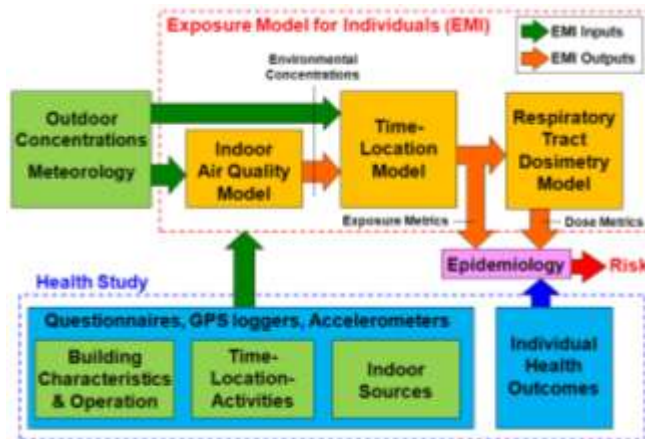 Exposure Model for Individuals (EMI)
EMI Inputs
EMI Outputs
Environmental
Concentrations
Outdoor
Concentrations
Meteorology
Indoor
Air Quality
Model
Time-
Location
Model
Respiratory
Tract
Dosimetry
Model
Exposure Metrics
Dose Metrics
Epidemiology
Risk
Health Study
Questionnaires, GPS loggers, Accelerometers
Building
Characteristics
& Operation
Time-
Location-
Activities
Indoor
Sources
Individual
Health
Outcomes